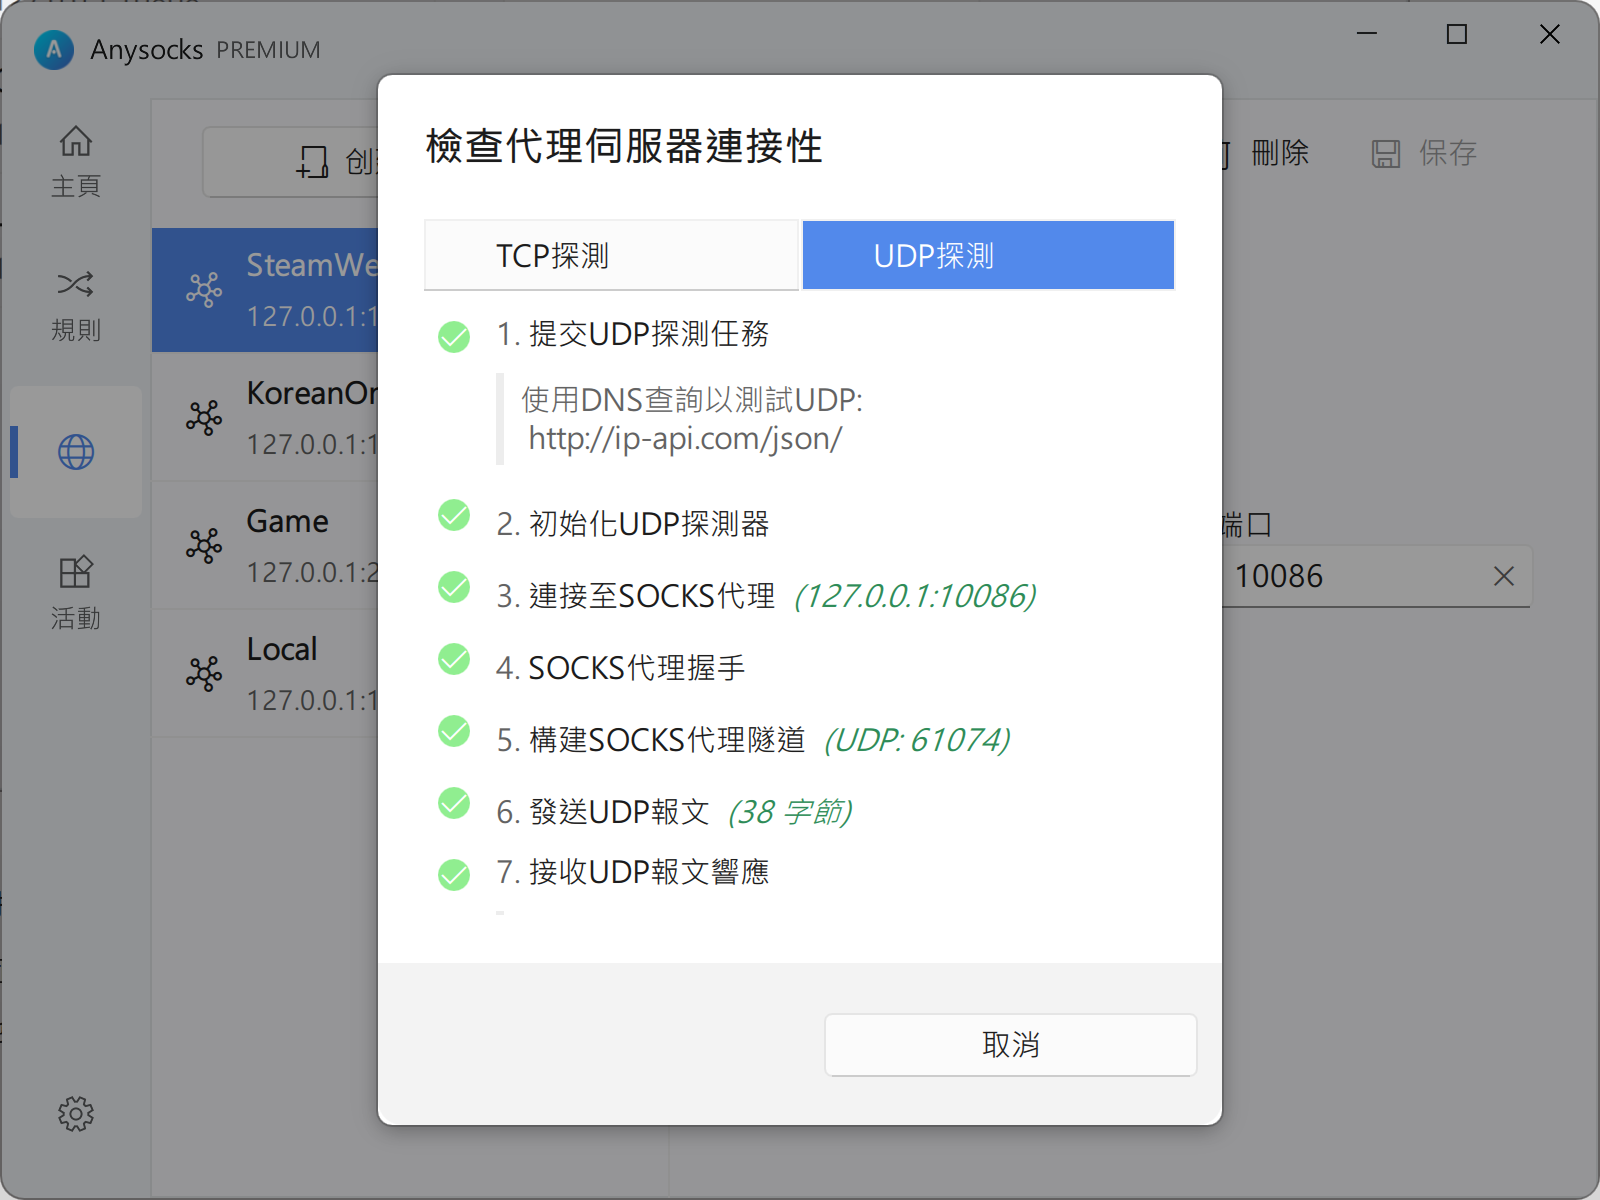 Anysocks PREMIUM
主頁
規則
活動
创
SteamWe
127.0.0.1:1
KoreanOn
127.0.0.1:1
Game
127.0.0.1:2
Local
127.0.0.1:1
檢查代理伺服器連接性
TCP探測
UDP探測
1. 提交UDP探測任務
使用DNS查詢以測試UDP:
http://ip-api.com/json/
2. 初始化UDP探測器
3. 連接至SOCKS代理 (127.0.0.1:10086)
4. SOCKS代理握手
5. 構建SOCKS代理隧道 (UDP: 61074)
6. 發送UDP報文 (38 字節)
7. 接收UDP報文響應
取消
刪除
保存
端口
10086